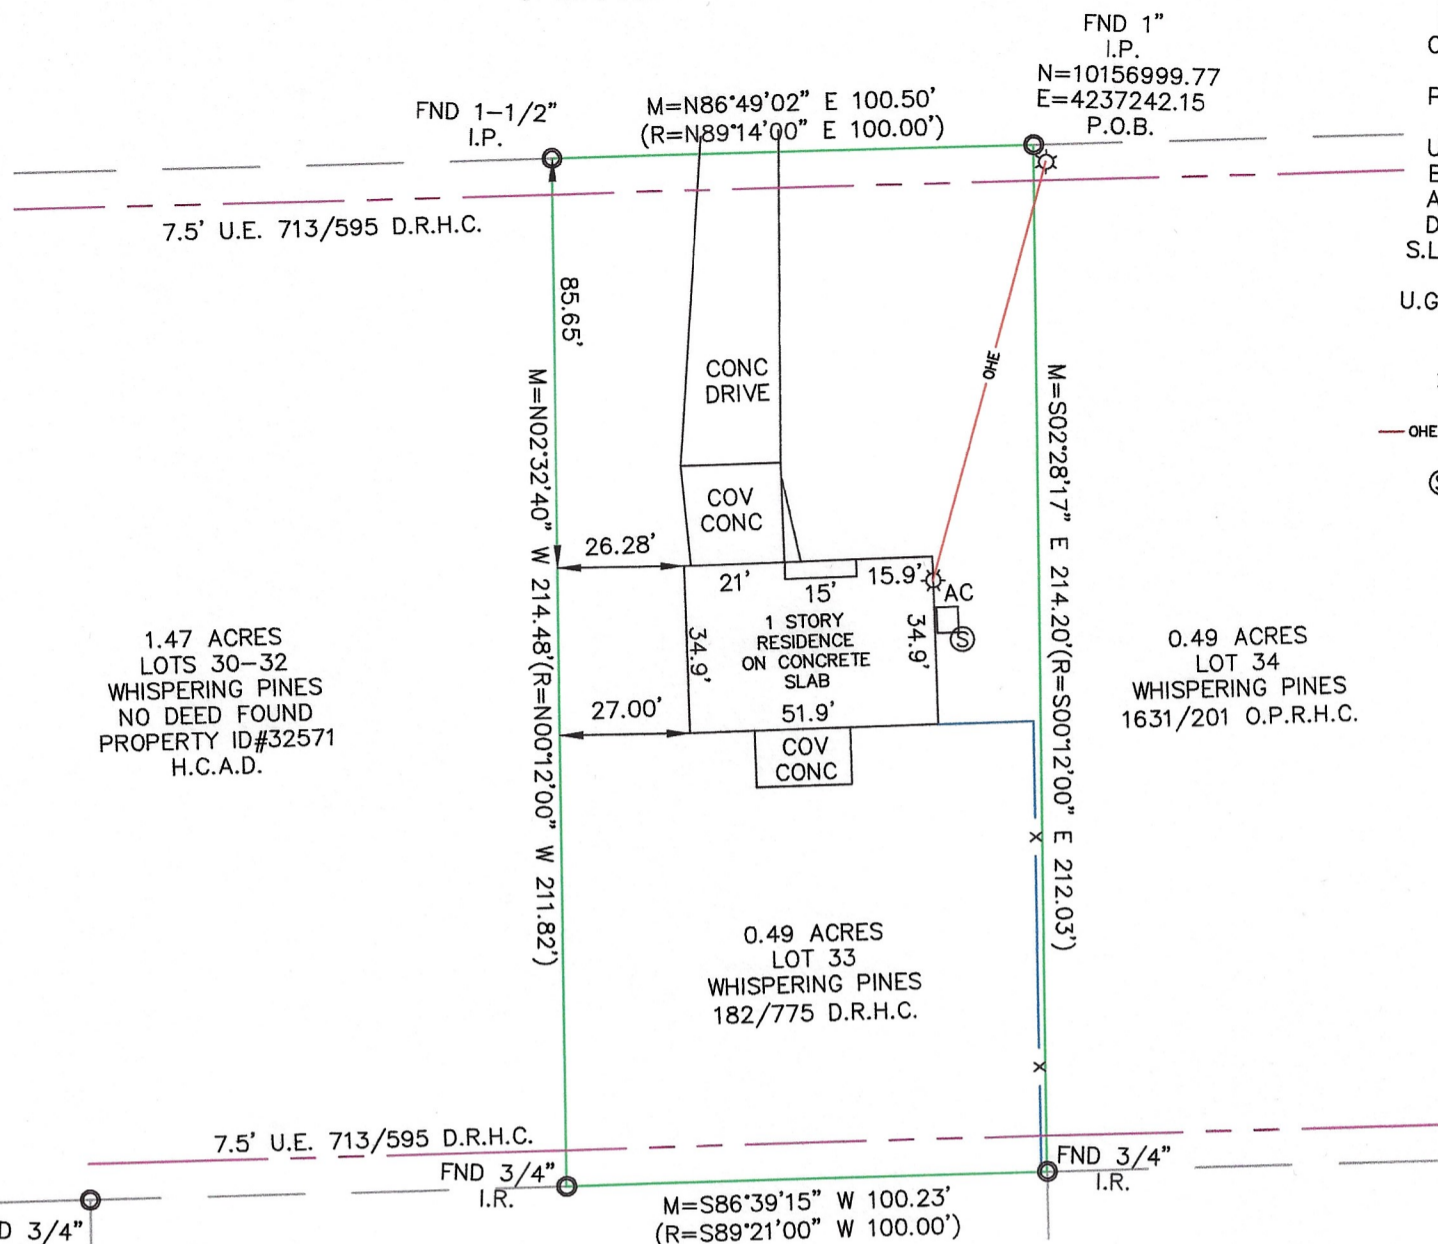 FND 1"
I.P.
N=10156999.77
E=4237242.15
P.O.B.
FND 1-1/2"
I.P.
M=N86°49'02" E 100.50'
(R=N89°14'00" E 100.00')
7.5' U.E. 713/595 D.R.H.C.
85.65'
M=N02°32'40" W 214.48'(R=N00°12'00" W 211.82')
CONC
DRIVE
COV
CONC
OHE
M=S02°28'17" E 214.20'(R=S00°12'00" E 212.03')
S.L
U.G
OHE
26.28'
21'
15'
15.9'
AC
S
34.9'
34.9'
1 STORY
RESIDENCE
ON CONCRETE
SLAB
51.9'
27.00'
COV
CONC
1.47 ACRES
LOTS 30-32
WHISPERING PINES
NO DEED FOUND
PROPERTY ID#32571
H.C.A.D.
0.49 ACRES
LOT 34
WHISPERING PINES
1631/201 O.P.R.H.C.
X
0.49 ACRES
LOT 33
WHISPERING PINES
182/775 D.R.H.C.
X
7.5' U.E. 713/595 D.R.H.C.
FND 3/4"
I.R.
FND 3/4"
I.R.
M=S86°39'15" W 100.23'
(R=S89°21'00" W 100.00')
D 3/4"